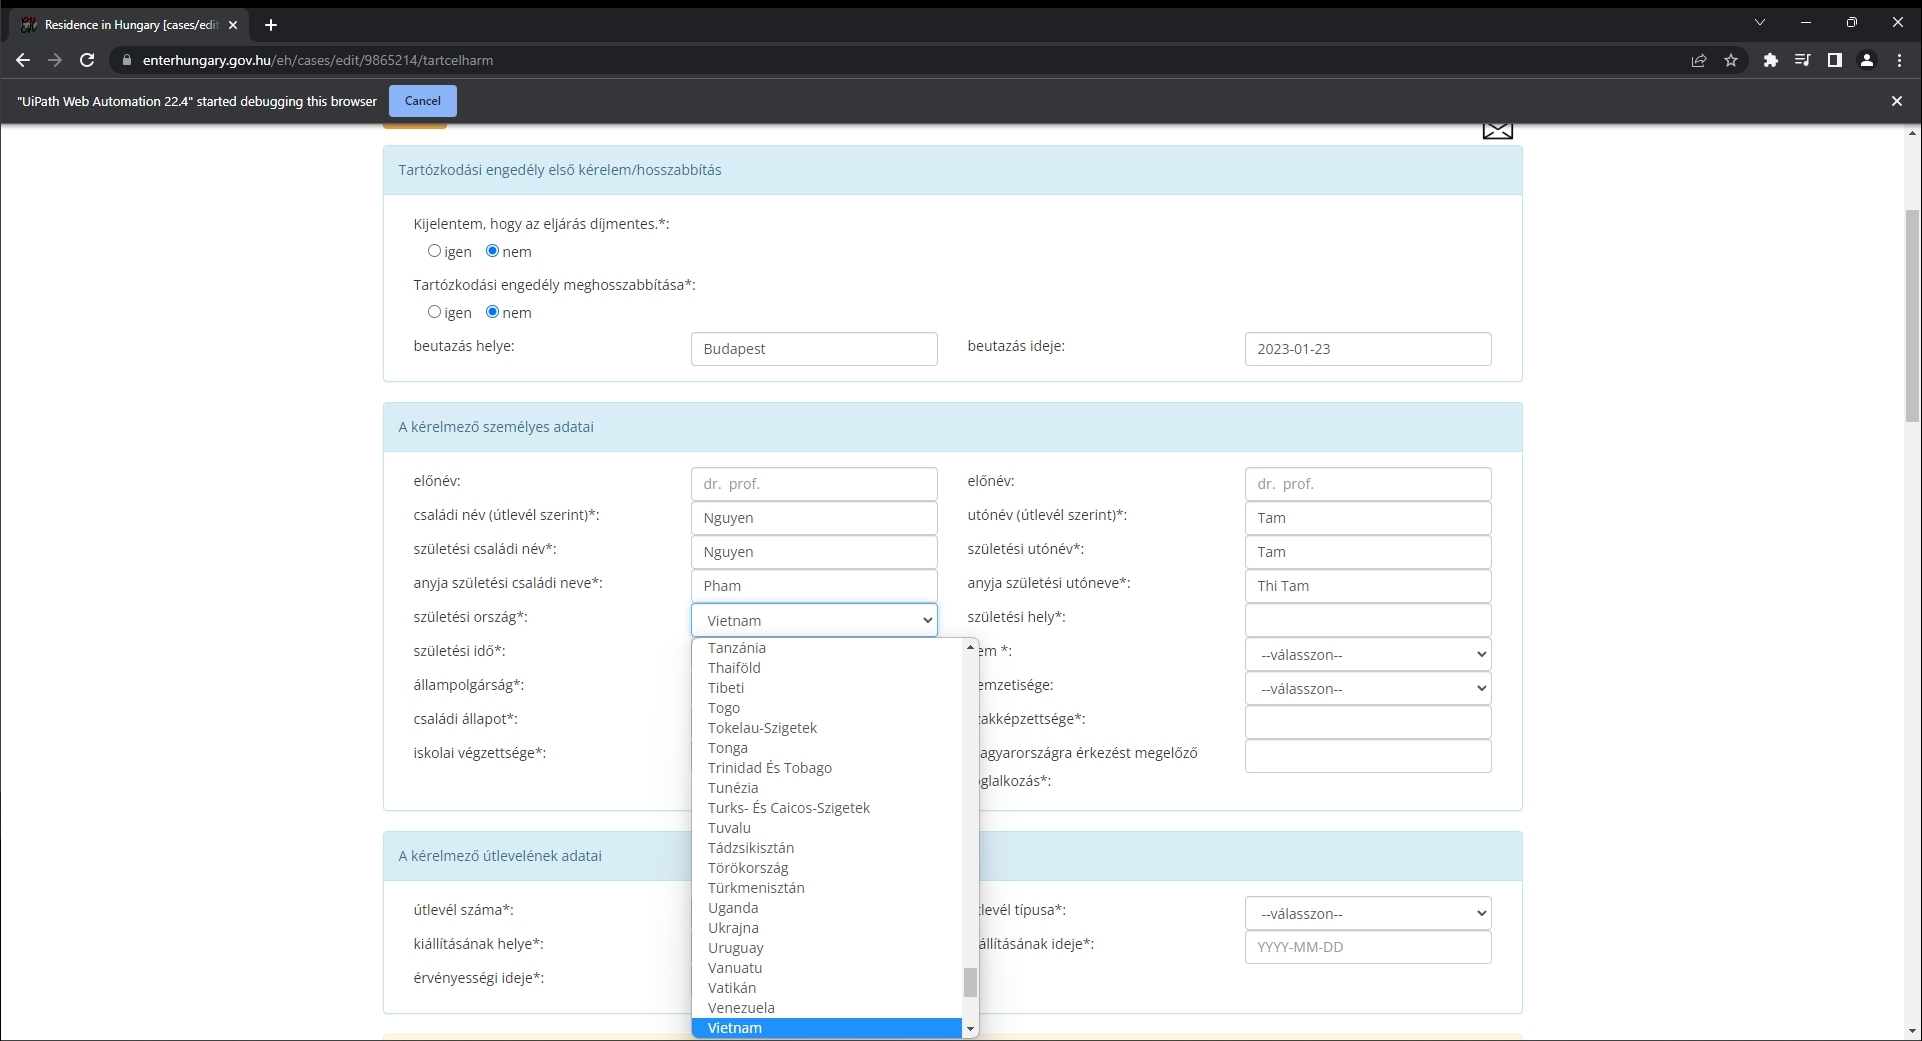 Residence in Hungary [cases/edit
enterhungary.gov.hu/eh/cases/edit/9865214/tartcelharm
"UiPath Web Automation 22.4" started debugging this browser
Cancel
Tartózkodási engedély első kérelem/hosszabbítás
Kijelentem, hogy az eljárás díjmentes.*:
igen nem
Tartózkodási engedély meghosszabbítása*:
igen nem
beutazás helye: Budapest beutazás ideje: 2023-01-23
A kérelmező személyes adatai
előnév: dr. prof. előnév: dr. prof.
családi név (útlevél szerint)*: Nguyen utónév (útlevél szerint)*: Tam
születési családi név*: Nguyen születési utónév*: Tam
anyja születési családi neve*: Pham anyja születési utóneve*: Thi Tam
születési ország*: Vietnam születési hely*:
születési idő*: em *: --válasszon--
állampolgárság*: emzetisége: --válasszon--
családi állapot*: akképzettsége*:
iskolai végzettsége*: agyarországra érkezést megelőző
glalkozás*:
Tanzánia
Thaiföld
Tibeti
Togo
Tokelau-Szigetek
Tonga
Trinidad És Tobago
Tunézia
Turks- És Caicos-Szigetek
Tuvalu
Tádzsikisztán
Törökország
Türkmenisztán
Uganda
Ukrajna
Uruguay
Vanuatu
Vatikán
Venezuela
Vietnam
A kérelmező útlevelének adatai
útlevél száma*: levél típusa*: --válasszon--
kiállításának helye*: állításának ideje*: YYYY-MM-DD
érvényességi ideje*: